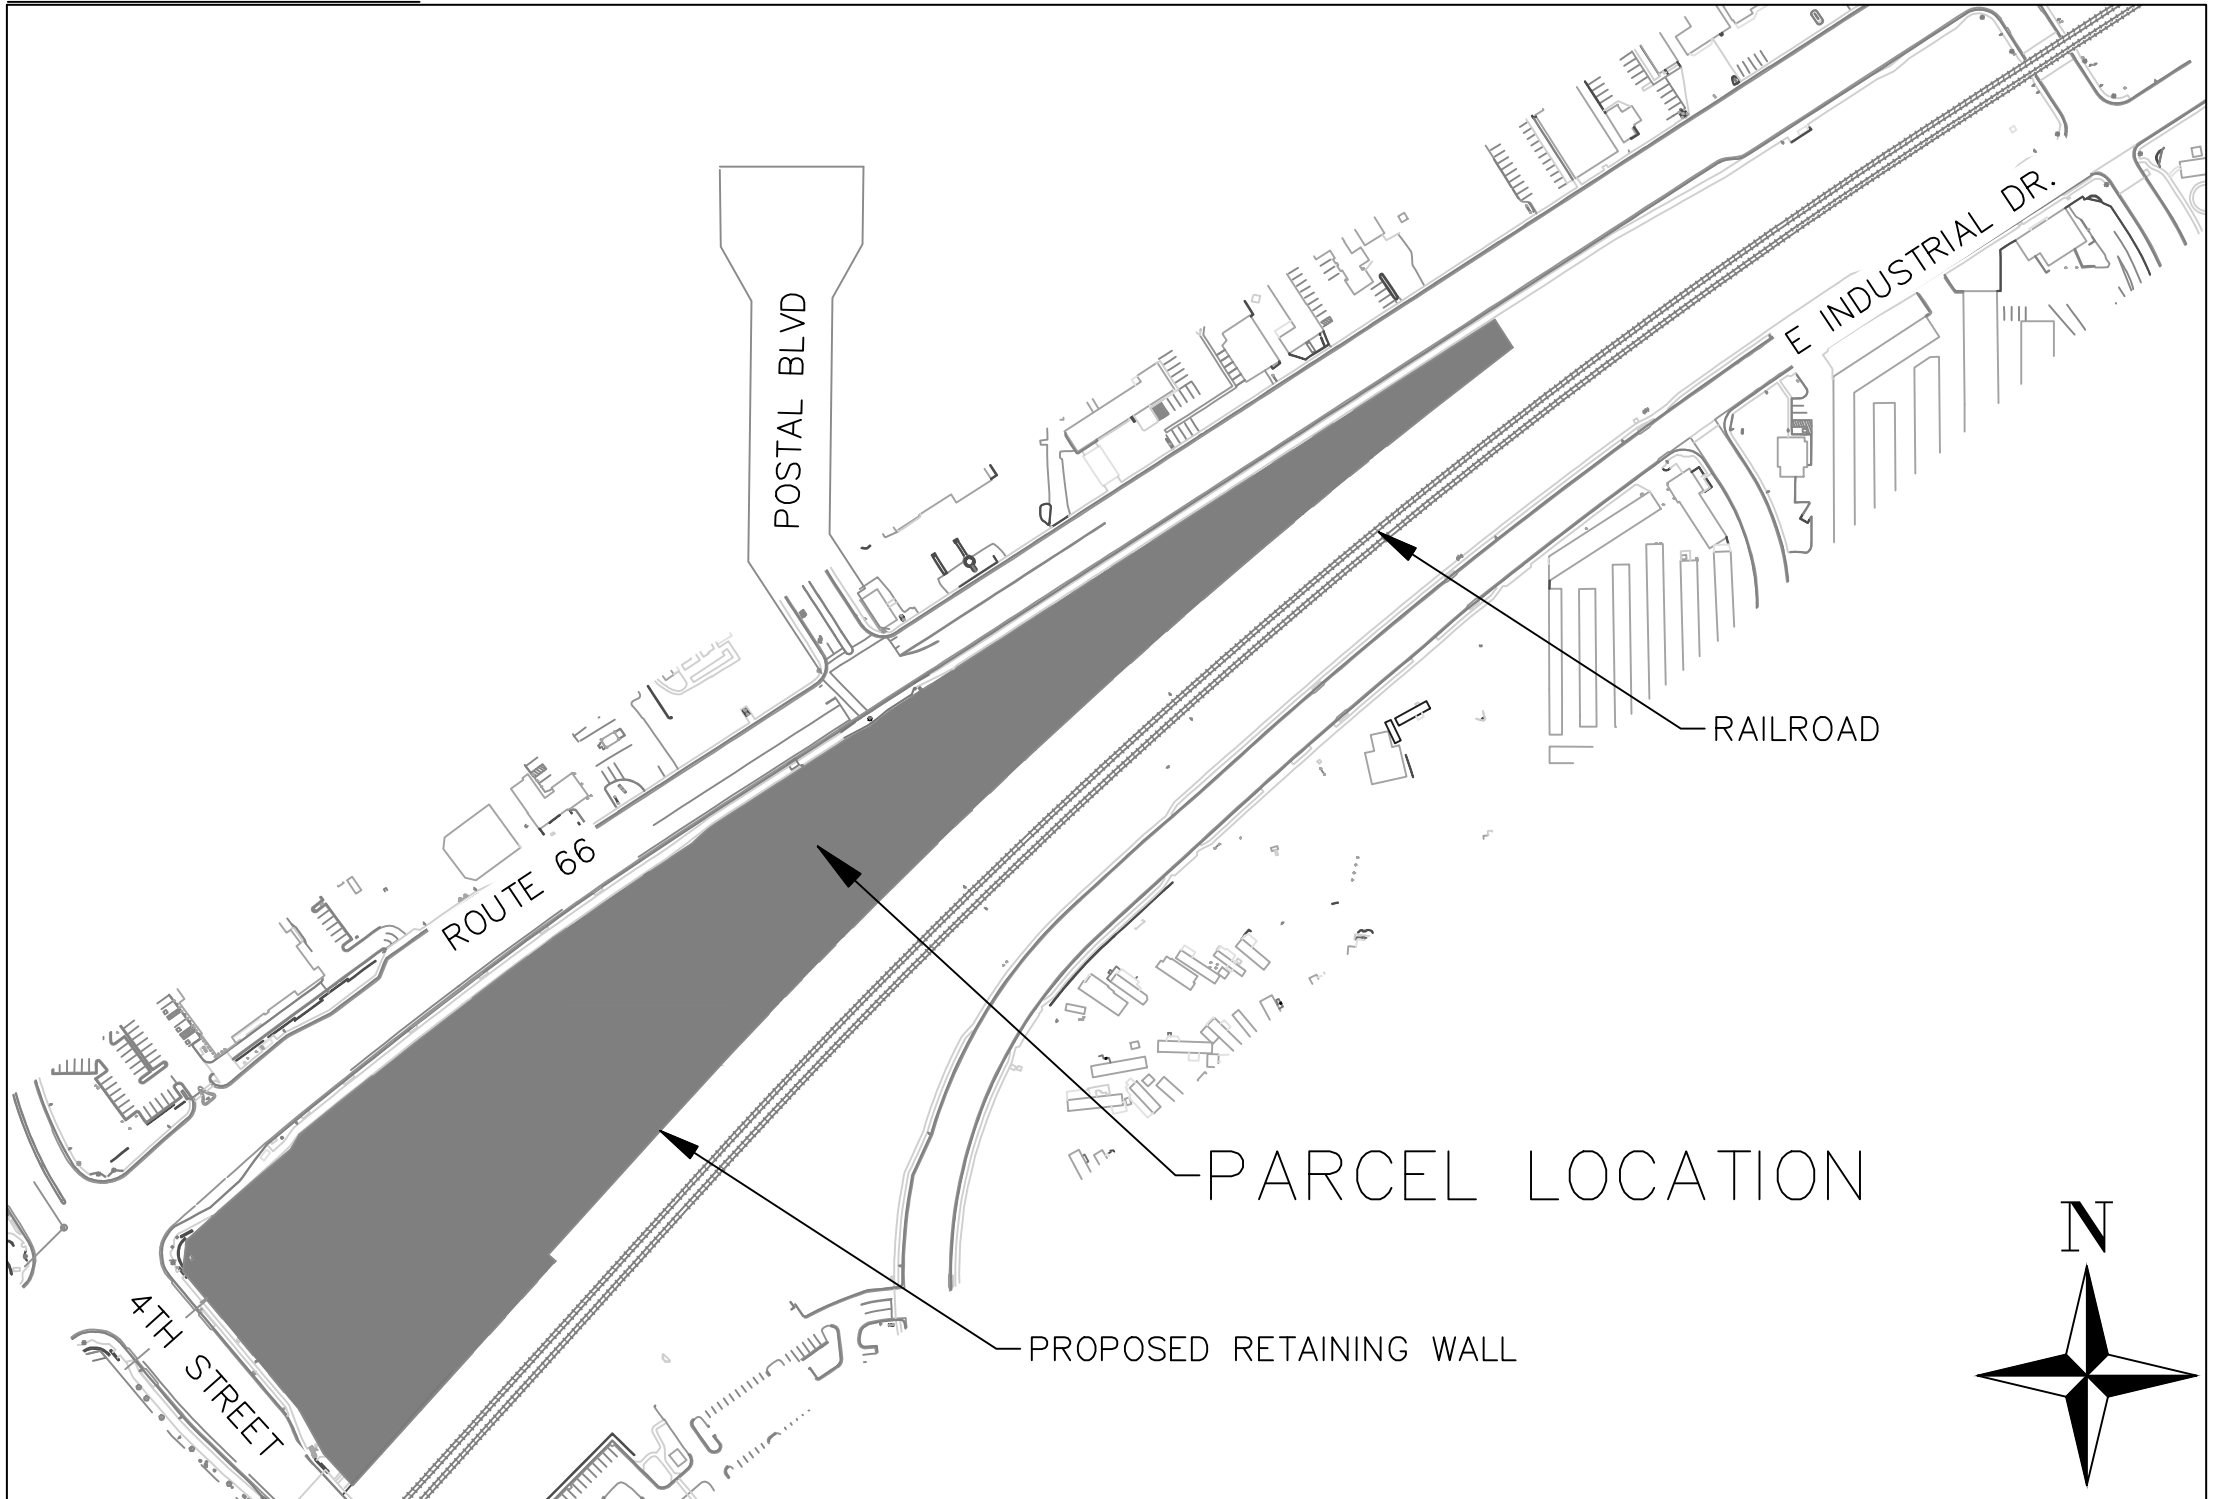 E INDUSTRIAL DR.
POSTAL BLVD
RAILROAD
ROUTE 66
PARCEL LOCATION
N
4TH STREET
PROPOSED RETAINING WALL